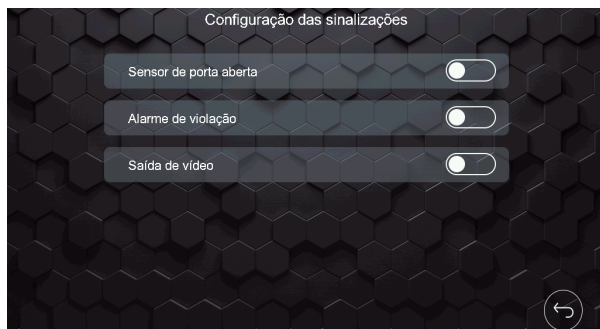 Configuração das sinalizações
Sensor de porta aberta
Alarme de violação
Saída de vídeo